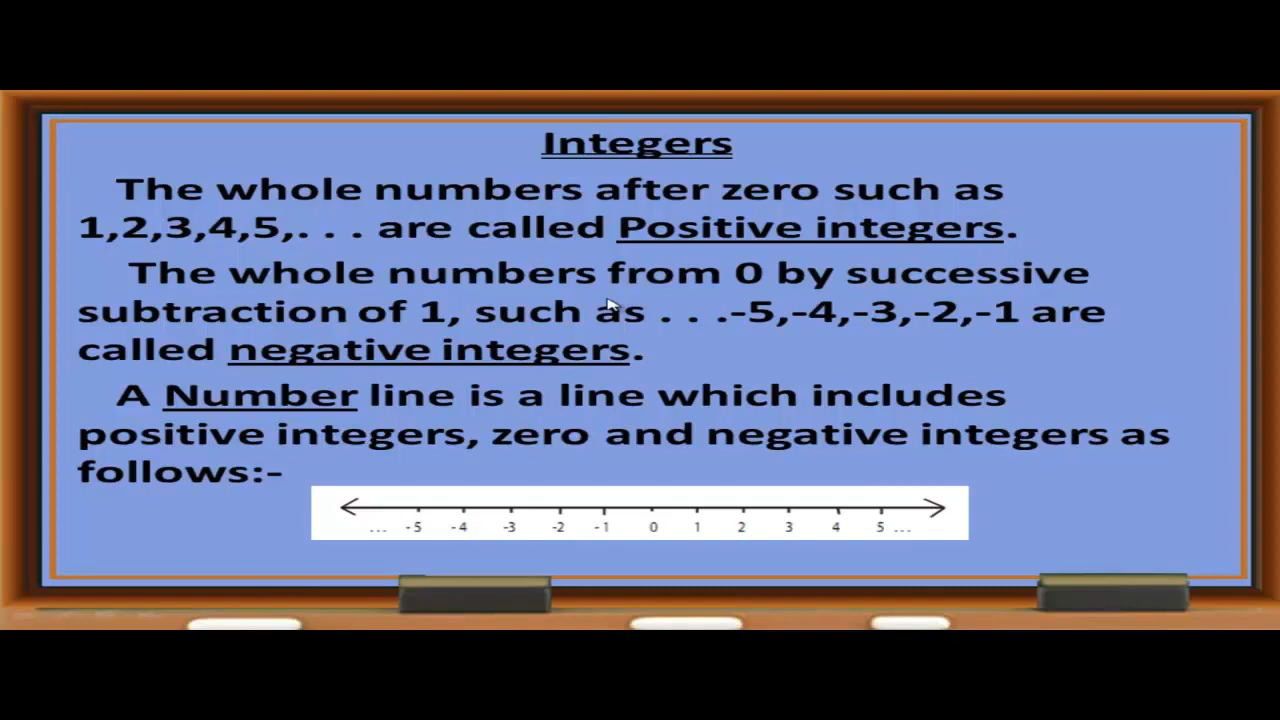 Integers
The whole numbers after zero such as
1,2,3,4,5,. . . are called Positive integers.
The whole numbers from 0 by successive
subtraction of 1, such as . . .-5,-4,-3,-2,-1 are
called negative integers.
A Number line is a line which includes
positive integers, zero and negative integers as
follows:-
... -5 -4 -3 -2 -1 0 1 2 3 4 5 ...